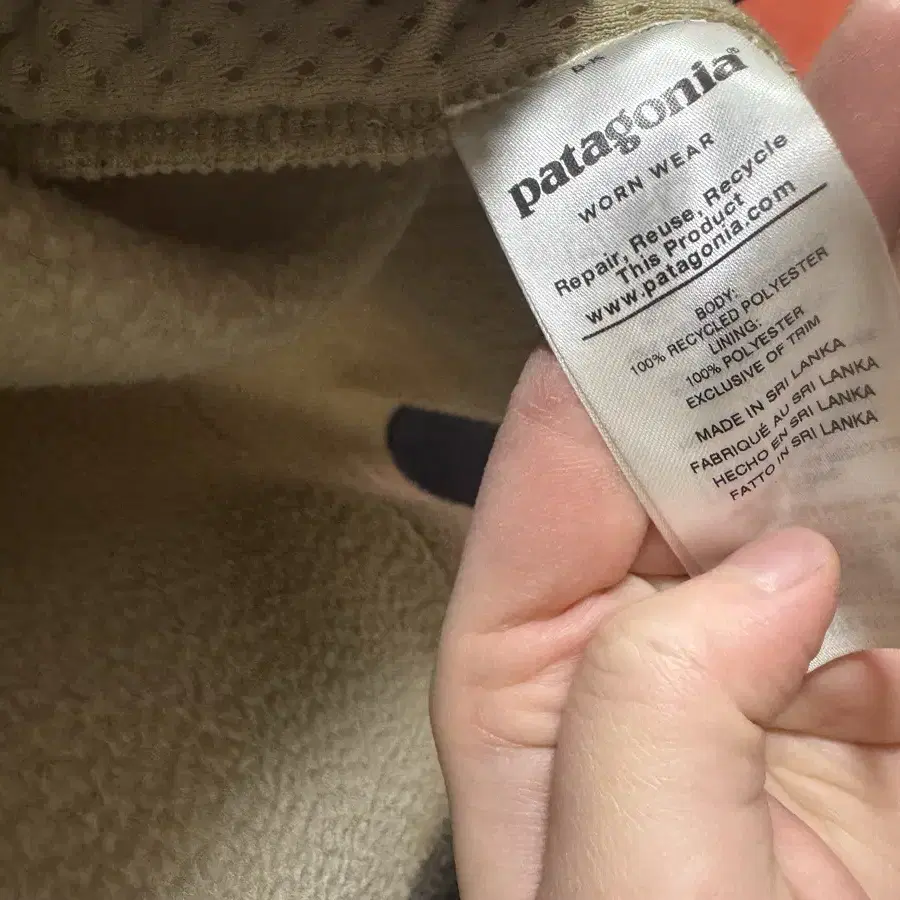 patagonia®
WORN WEAR
Repair, Reuse, Recycle
This Product
www.patagonia.com
BODY:
100% RECYCLED POLYESTER
LINING:
100% POLYESTER
EXCLUSIVE OF TRIM
MADE IN SRI LANKA
FABRIQUÉ AU SRI LANKA
HECHO EN SRI LANKA
FATTO IN SRI LANKA